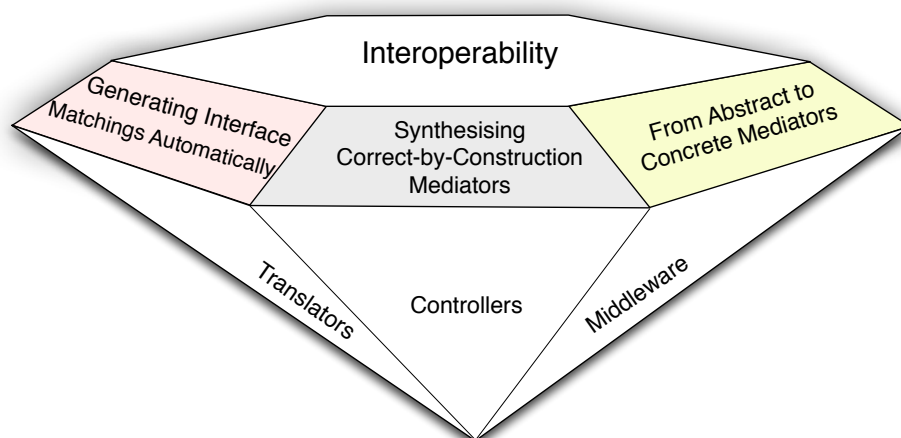 Interoperability
Generating Interface
Matchings Automatically
Synthesising
Correct-by-Construction
Mediators
From Abstract to
Concrete Mediators
Translators
Controllers
Middleware